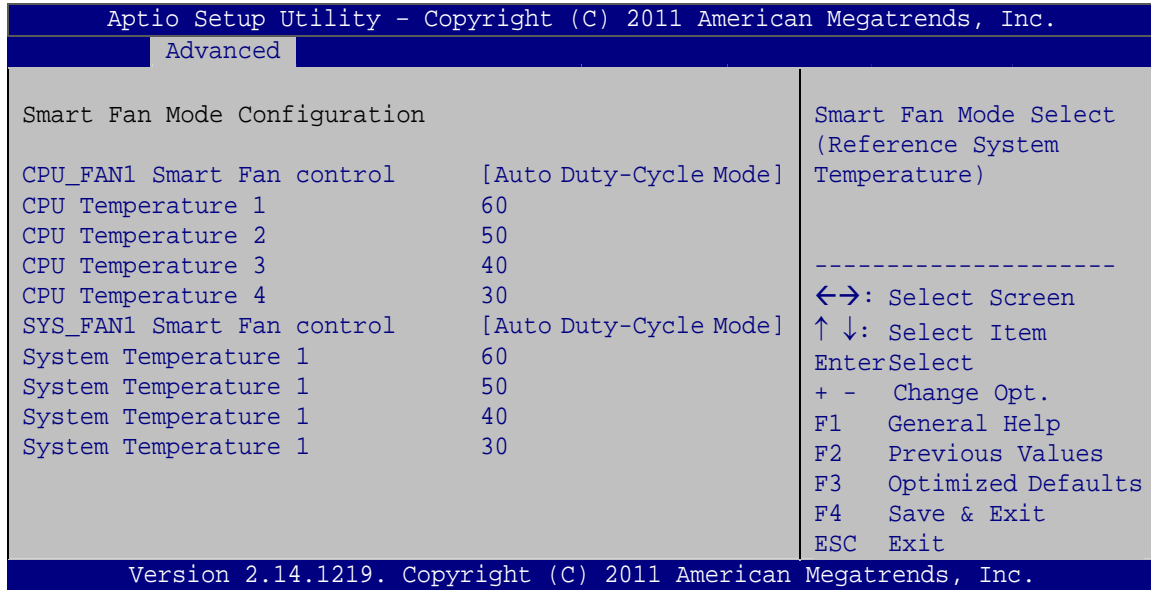 Aptio Setup Utility – Copyright (C) 2011 American Megatrends, Inc.
Advanced
Smart Fan Mode Configuration
CPU_FAN1 Smart Fan control [Auto Duty-Cycle Mode]
CPU Temperature 1 60
CPU Temperature 2 50
CPU Temperature 3 40
CPU Temperature 4 30
SYS_FAN1 Smart Fan control [Auto Duty-Cycle Mode]
System Temperature 1 60
System Temperature 1 50
System Temperature 1 40
System Temperature 1 30
Smart Fan Mode Select
(Reference System
Temperature)
---------------------
←→: Select Screen
↑ ↓: Select Item
EnterSelect
+ - Change Opt.
F1 General Help
F2 Previous Values
F3 Optimized Defaults
F4 Save & Exit
ESC Exit
Version 2.14.1219. Copyright (C) 2011 American Megatrends, Inc.